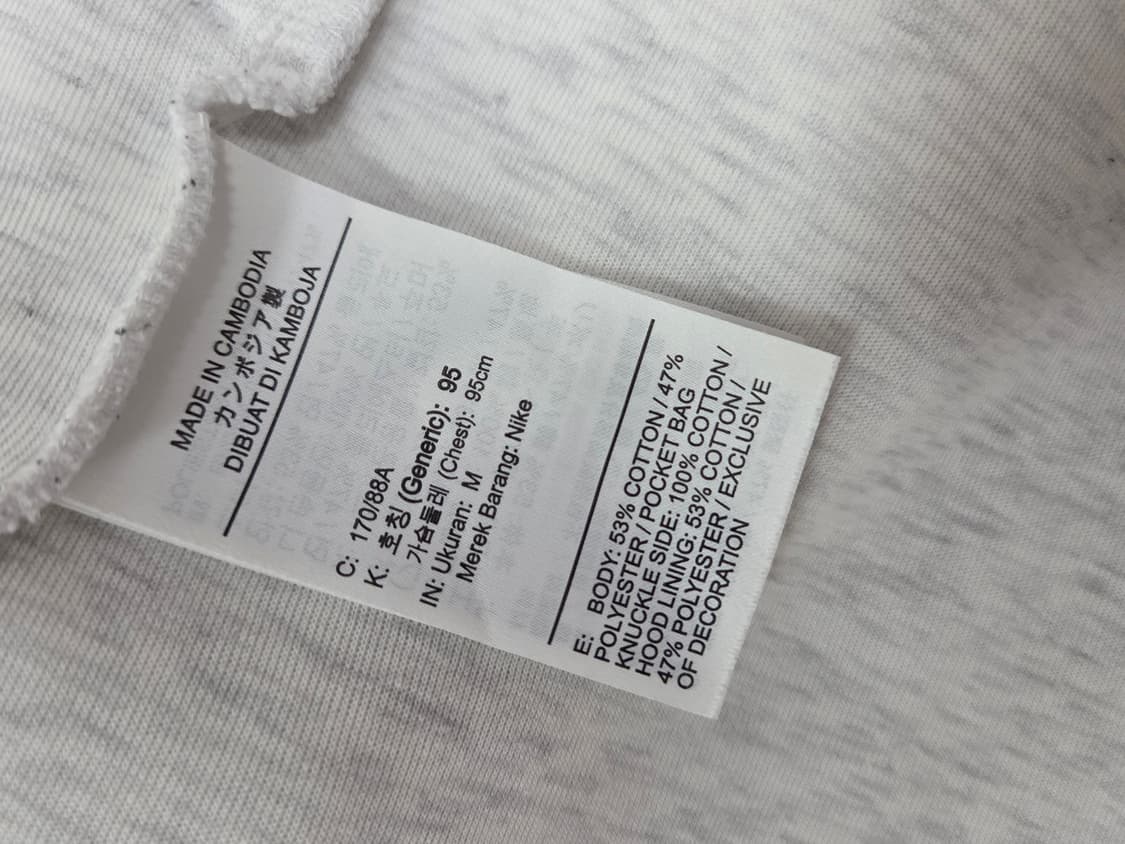 MADE IN CAMBODIA
カンボジア製
DIBUAT DI KAMBOJA
C: 170/88A
K: 호칭 (Generic): 95
가슴둘레 (Chest): 95cm
IN: Ukuran: M
Merek Barang: Nike
E: BODY: 53% COTTON / 47%
POLYESTER / POCKET BAG
KNUCKLE SIDE: 100% COTTON /
HOOD LINING: 53% COTTON /
47% POLYESTER / EXCLUSIVE
OF DECORATION